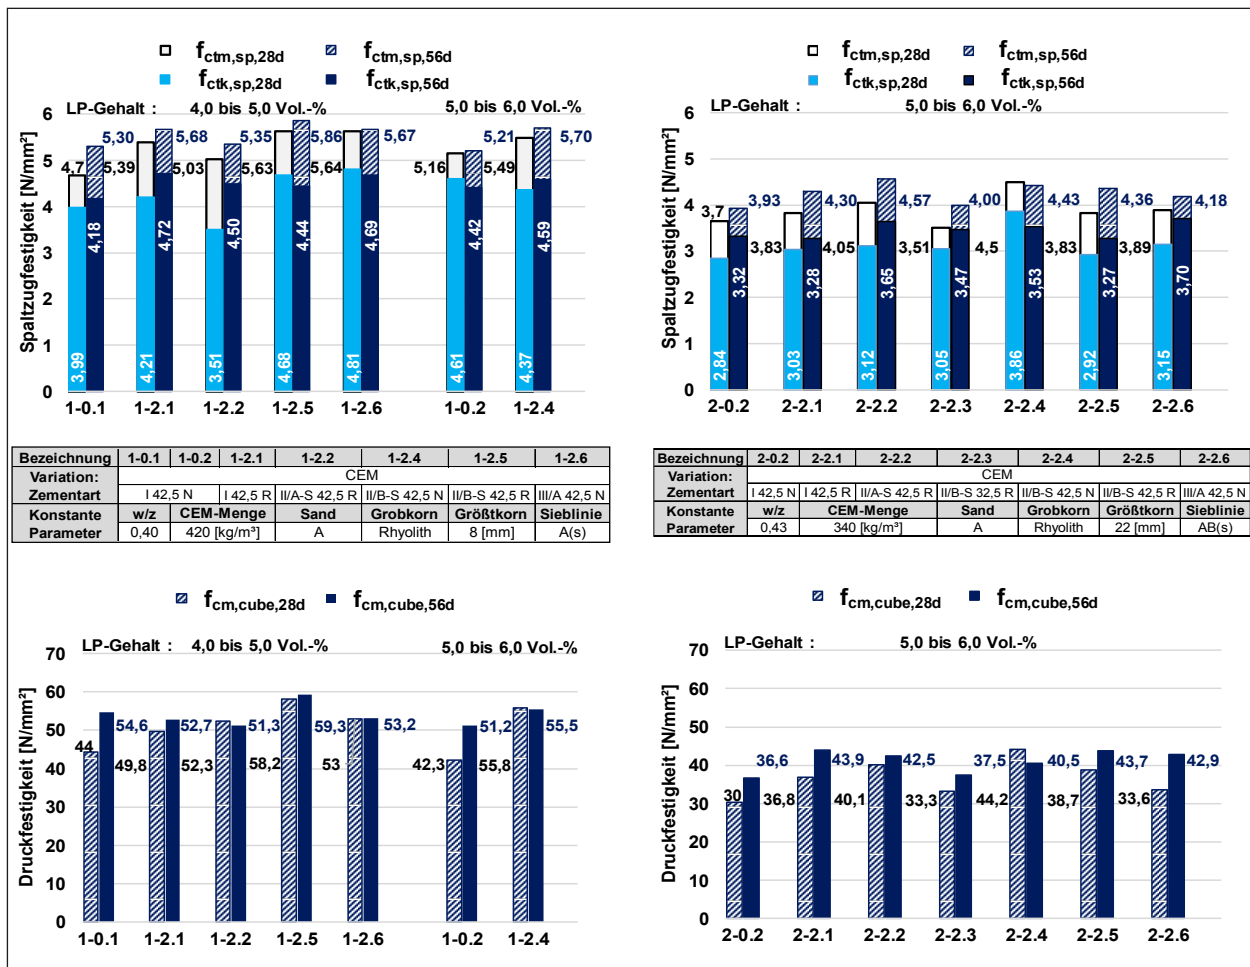 f ctm,sp,28d f ctm,sp,56d
f ctk,sp,28d f ctk,sp,56d
LP-Gehalt : 4,0 bis 5,0 Vol.-% 5,0 bis 6,0 Vol.-%
Spaltzugfestigkeit [N/mm²]
6
5
4
3
2
1
0
4,7 5,30 5,39 5,68 5,03 5,35 5,63 5,86 5,64 5,67 5,16 5,21 5,49 5,70
3,99 4,18 4,21 4,72 3,51 4,50 4,68 4,44 4,81 4,69 4,61 4,42 4,37 4,59
1-0.1 1-2.1 1-2.2 1-2.5 1-2.6 1-0.2 1-2.4
f ctm,sp,28d f ctm,sp,56d
f ctk,sp,28d f ctk,sp,56d
LP-Gehalt : 5,0 bis 6,0 Vol.-%
Spaltzugfestigkeit [N/mm²]
6
5
4
3
2
1
0
3,7 3,93 3,83 4,30 4,05 4,57 3,51 4,00 4,5 4,43 3,83 4,36 3,89 4,18
2,84 3,32 3,03 3,28 3,12 3,65 3,05 3,47 3,86 3,53 2,92 3,27 3,15 3,70
2-0.2 2-2.1 2-2.2 2-2.3 2-2.4 2-2.5 2-2.6
Bezeichnung 1-0.1 1-0.2 1-2.1 1-2.2 1-2.4 1-2.5 1-2.6
Variation: CEM
Zementart I 42,5 N I 42,5 R II/A-S 42,5 R II/B-S 42,5 N II/B-S 42,5 R III/A 42,5 N
Konstante w/z CEM-Menge Sand Grobkorn Größtkorn Sieblinie
Parameter 0,40 420 [kg/m³] A Rhyolith 8 [mm] A(s)
Bezeichnung 2-0.2 2-2.1 2-2.2 2-2.3 2-2.4 2-2.5 2-2.6
Variation: CEM
Zementart I 42,5 N I 42,5 R II/A-S 42,5 R II/B-S 32,5 R II/B-S 42,5 N II/B-S 42,5 R III/A 42,5 N
Konstante w/z CEM-Menge Sand Grobkorn Größtkorn Sieblinie
Parameter 0,43 340 [kg/m³] A Rhyolith 22 [mm] AB(s)
f cm,cube,28d f cm,cube,56d
LP-Gehalt : 4,0 bis 5,0 Vol.-% 5,0 bis 6,0 Vol.-%
Druckfestigkeit [N/mm²]
70
60
50
40
30
20
10
0
44 54,6 49,8 52,7 52,3 51,3 58,2 59,3 53 53,2 42,3 51,2 55,8 55,5
1-0.1 1-2.1 1-2.2 1-2.5 1-2.6 1-0.2 1-2.4
f cm,cube,28d f cm,cube,56d
LP-Gehalt : 5,0 bis 6,0 Vol.-%
Druckfestigkeit [N/mm²]
70
60
50
40
30
20
10
0
30 36,6 36,8 43,9 40,1 42,5 33,3 37,5 44,2 40,5 38,7 43,7 33,6 42,9
2-0.2 2-2.1 2-2.2 2-2.3 2-2.4 2-2.5 2-2.6